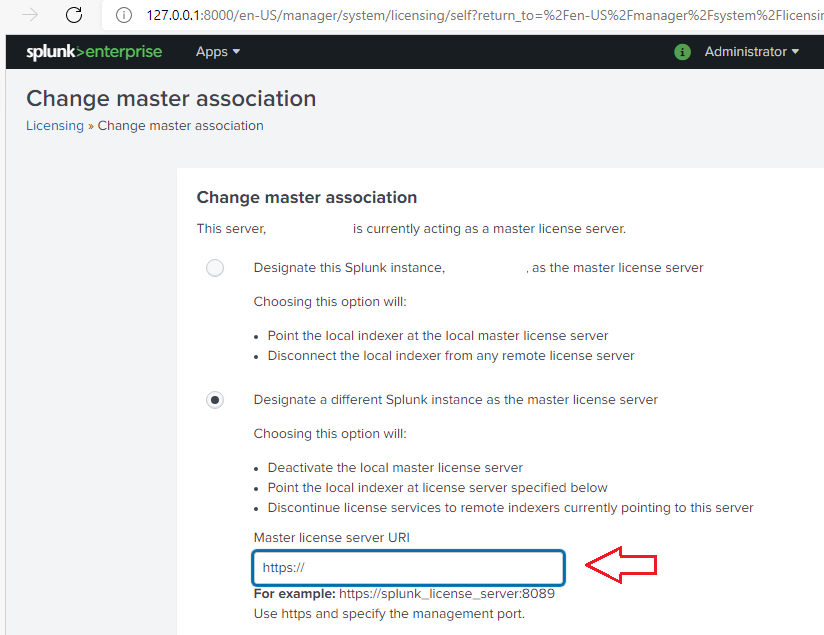 127.0.0.1:8000/en-US/manager/system/licensing/self?return_to=%2Fen-US%2Fmanager%2Fsystem%2Flicensin
splunk>enterprise Apps Administrator
Change master association
Licensing » Change master association
Change master association
This server, is currently acting as a master license server.
Designate this Splunk instance, , as the master license server
Choosing this option will:
• Point the local indexer at the local master license server
• Disconnect the local indexer from any remote license server
Designate a different Splunk instance as the master license server
Choosing this option will:
• Deactivate the local master license server
• Point the local indexer at license server specified below
• Discontinue license services to remote indexers currently pointing to this server
Master license server URI
https://
For example: https://splunk_license_server:8089
Use https and specify the management port.